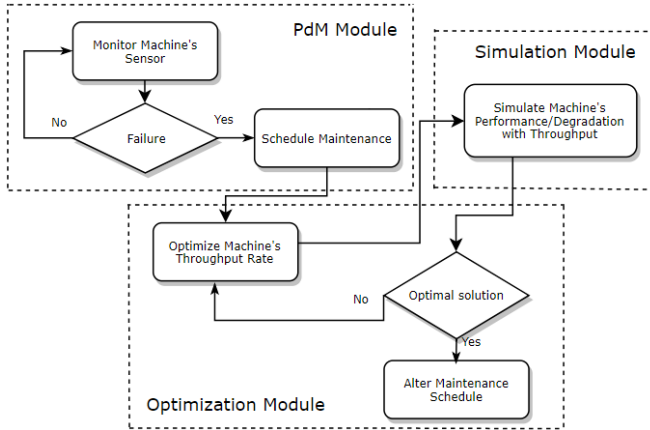 PdM Module
Monitor Machine's
Sensor
No
Failure
Yes
Schedule Maintenance
Simulation Module
Simulate Machine's
Performance/Degradation
with Throughput
Optimize Machine's
Throughput Rate
No
Optimal solution
Yes
Alter Maintenance
Schedule
Optimization Module